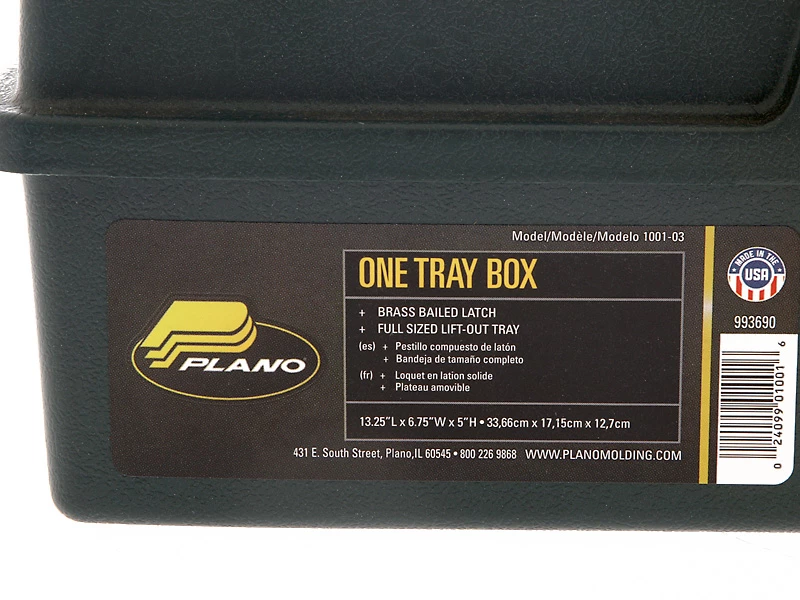 Model/Modèle/Modelo 1001-03
ONE TRAY BOX
+ BRASS BAILED LATCH
+ FULL SIZED LIFT-OUT TRAY
(es) + Pestillo compuesto de latón
+ Bandeja de tamaño completo
(fr) + Loquet en lation solide
+ Plateau amovible
13.25"L x 6.75"W x 5"H • 33,66cm x 17,15cm x 12,7cm
431 E. South Street, Plano,IL 60545 • 800 226 9868 WWW.PLANOMOLDING.COM
PLANO®
MADE IN THE
USA
993690
0 24099 01001 6